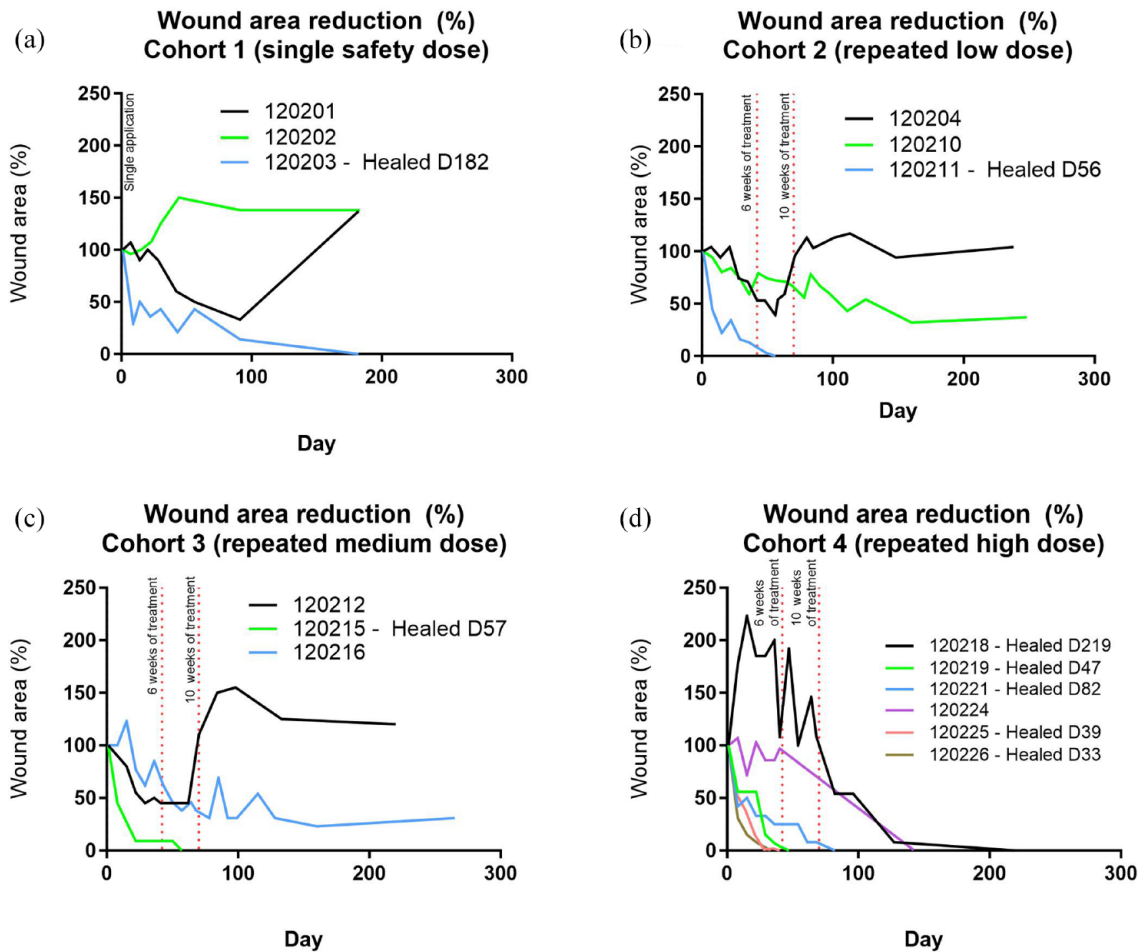 (a)
Wound area reduction (%)
Cohort 1 (single safety dose)
Wound area (%)
250
200
150
100
50
0
Single application
120201
120202
120203 - Healed D182
0
100
200
300
Day
(b)
Wound area reduction (%)
Cohort 2 (repeated low dose)
Wound area (%)
250
200
150
100
50
0
6 weeks of treatment
10 weeks of treatment
120204
120210
120211 - Healed D56
0
100
200
300
Day
(c)
Wound area reduction (%)
Cohort 3 (repeated medium dose)
Wound area (%)
250
200
150
100
50
0
6 weeks of treatment
10 weeks of treatment
120212
120215 - Healed D57
120216
0
100
200
300
Day
(d)
Wound area reduction (%)
Cohort 4 (repeated high dose)
Wound area (%)
250
200
150
100
50
0
6 weeks
of treatment
10 weeks
of treatment
120218 - Healed D219
120219 - Healed D47
120221 - Healed D82
120224
120225 - Healed D39
120226 - Healed D33
0
100
200
300
Day